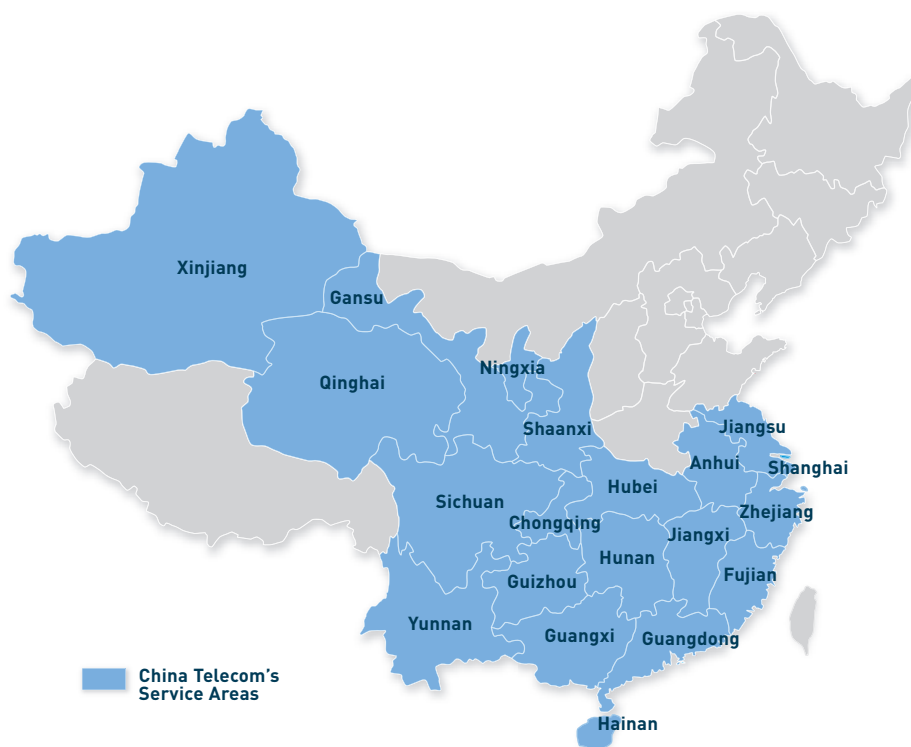 Xinjiang
Gansu
Ningxia
Qinghai
Shaanxi
Jiangsu
Anhui
Shanghai
Hubei
Sichuan
Zhejiang
Chongqing
Jiangxi
Hunan
Fujian
Guizhou
Yunnan
Guangxi
Guangdong
China Telecom's
Service Areas
Hainan